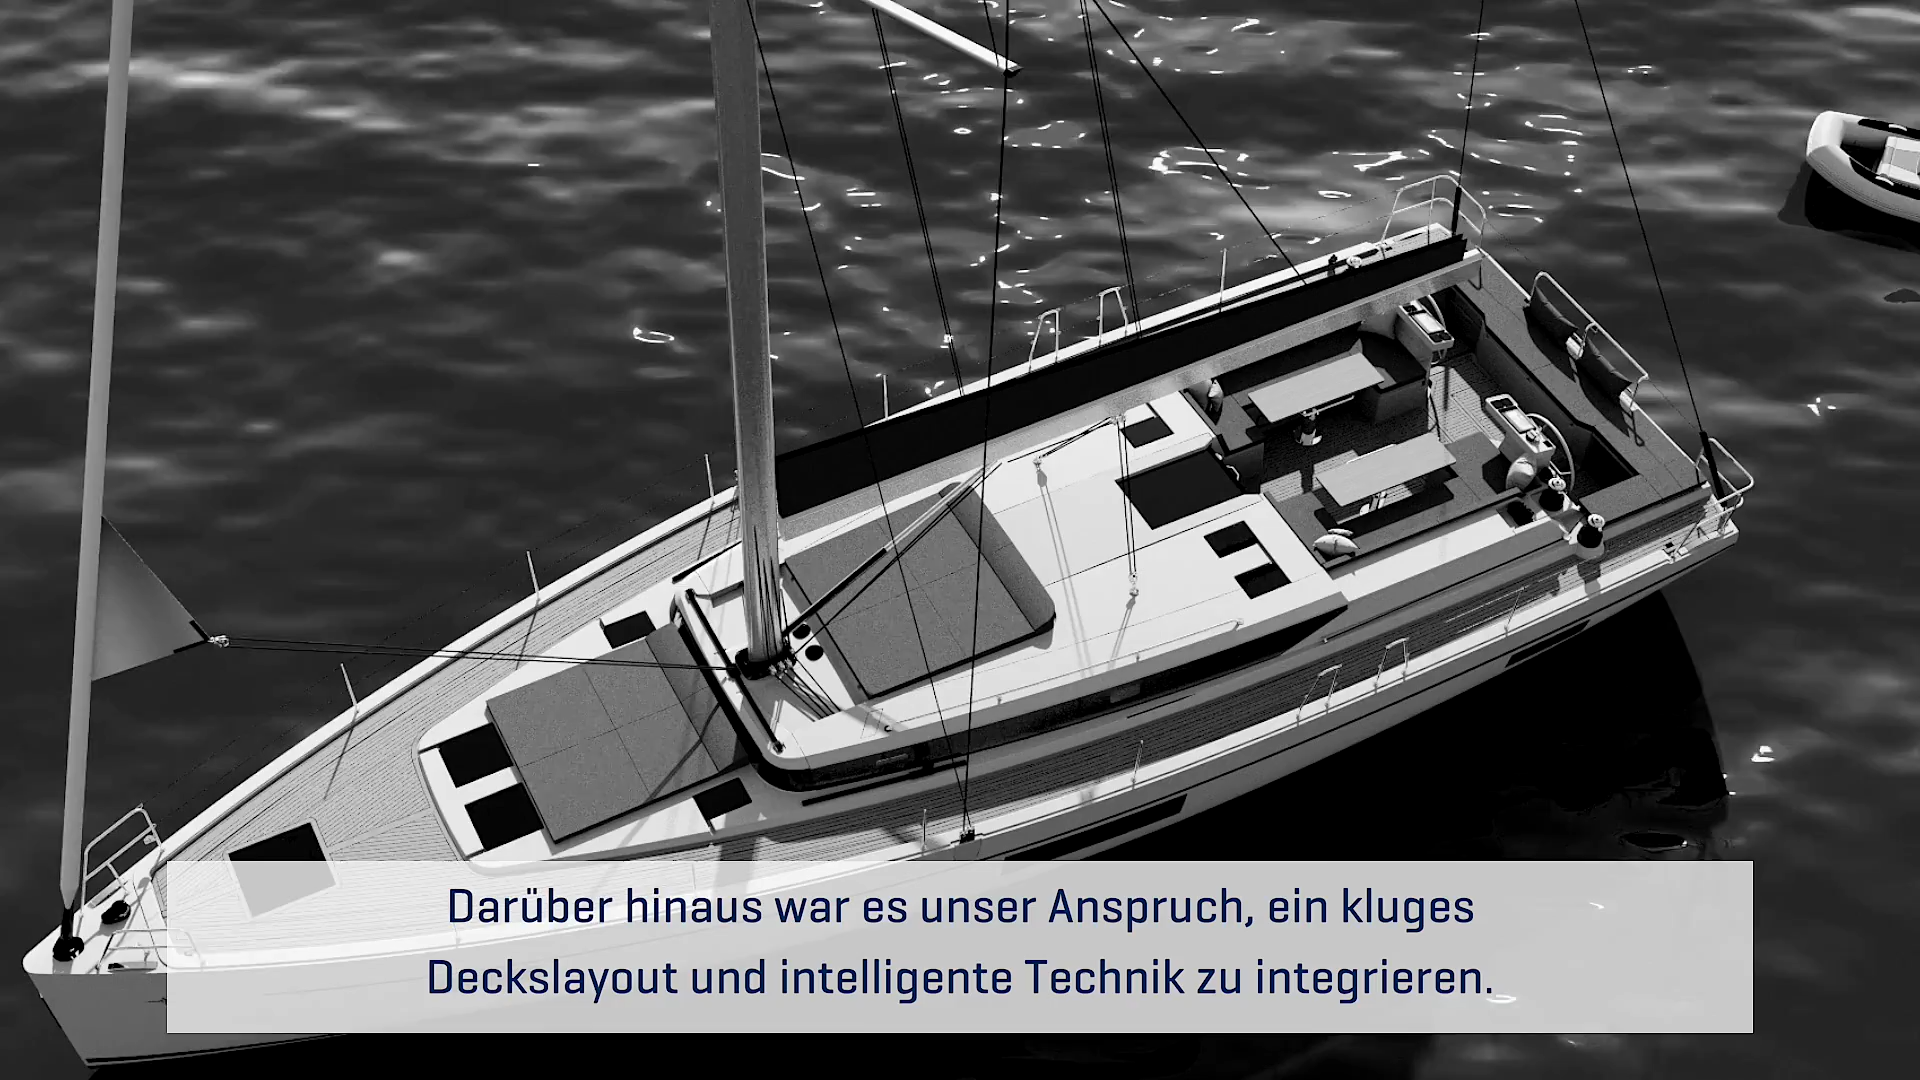 Darüber hinaus war es unser Anspruch, ein kluges
Deckslayout und intelligente Technik zu integrieren.